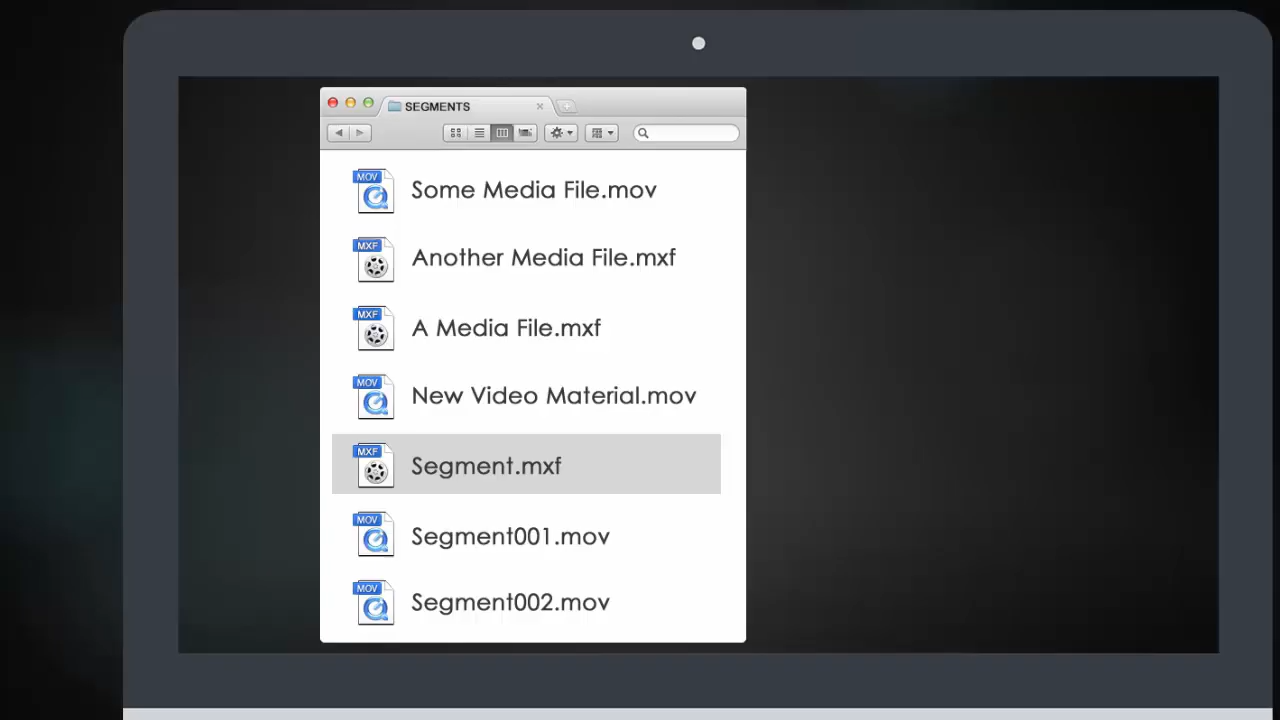 SEGMENTS
MOV
Some Media File.mov
MXF
Another Media File.mxf
MXF
A Media File.mxf
MOV
New Video Material.mov
MXF
Segment.mxf
MOV
Segment001.mov
MOV
Segment002.mov